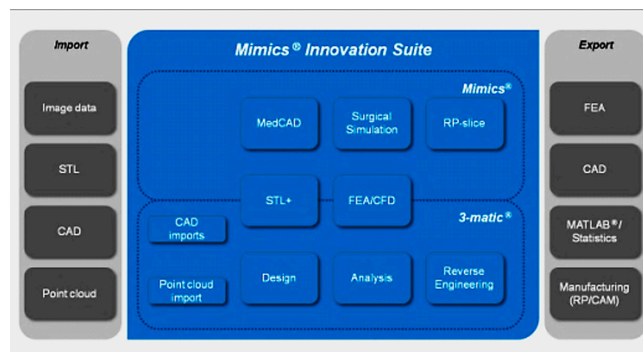 Import
Mimics® Innovation Suite
Export
Image data
STL
CAD
Point cloud
Mimics®
MedCAD
Surgical
Simulation
RP-slice
STL+
FEA/CFD
3-matic®
CAD
imports
Point cloud
import
Design
Analysis
Reverse
Engineering
FEA
CAD
MATLAB®/
Statistics
Manufacturing
(RP/CAM)